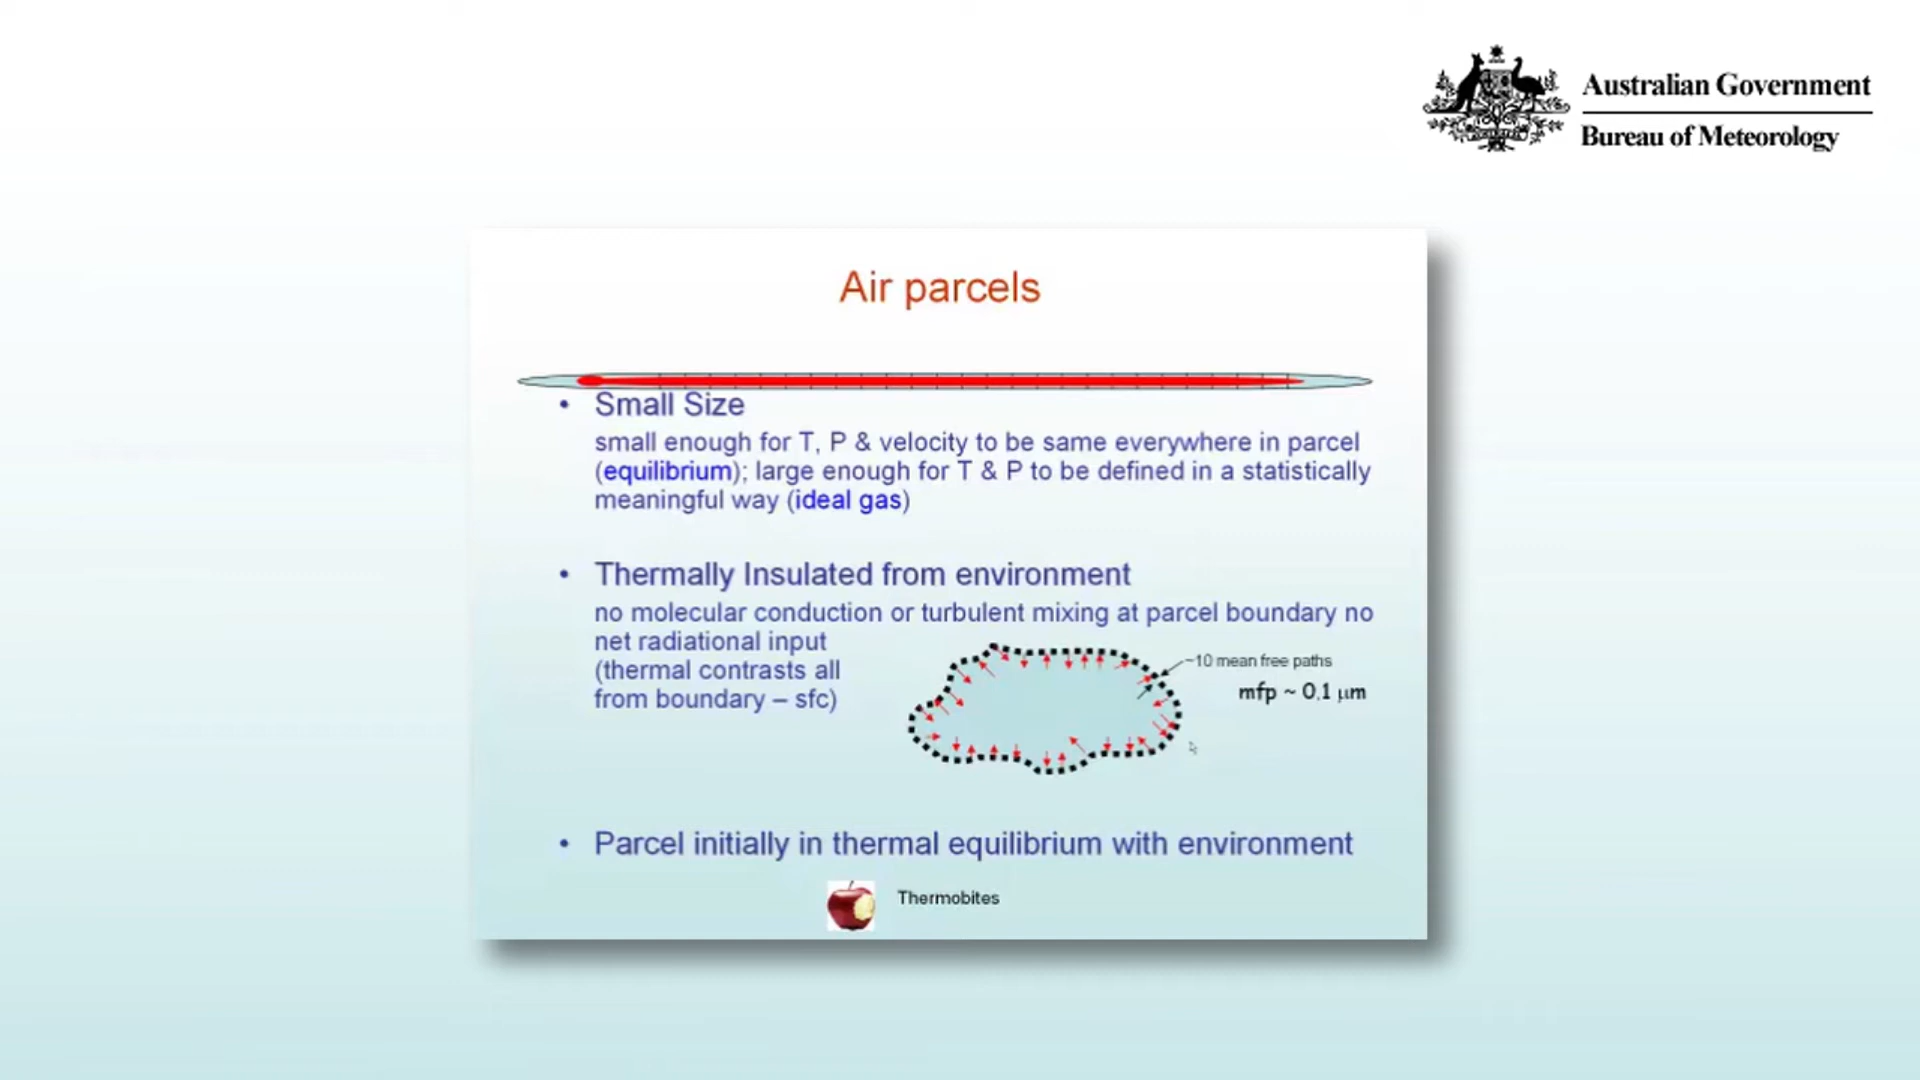 Australian Government
Bureau of Meteorology
Air parcels
• Small Size
small enough for T, P & velocity to be same everywhere in parcel
(equilibrium); large enough for T & P to be defined in a statistically
meaningful way (ideal gas)
• Thermally Insulated from environment
no molecular conduction or turbulent mixing at parcel boundary no
net radiational input
(thermal contrasts all
from boundary – sfc)
~10 mean free paths
mfp ~ 0.1 μm
• Parcel initially in thermal equilibrium with environment
Thermobites